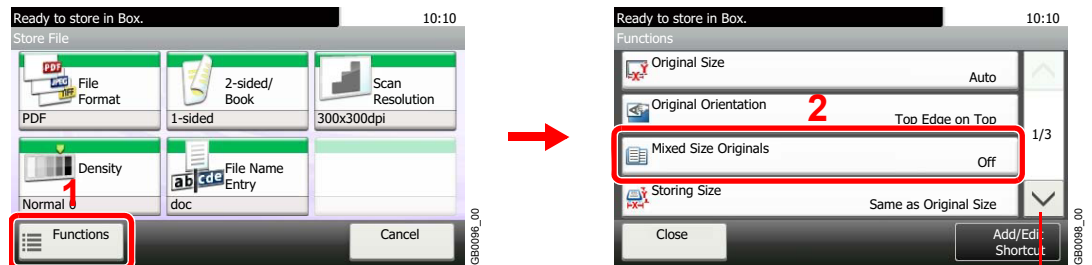 Ready to store in Box.
10:10
Store File
PDF
JPEG
TIFF
File
Format
PDF
2-sided/
Book
1-sided
Scan
Resolution
300x300dpi
Density
Normal 0
1
ab cde
File Name
Entry
doc
Functions
Cancel
GB0096_00
Ready to store in Box.
10:10
Functions
Original Size
Auto
Original Orientation
Top Edge on Top
2
1/3
Mixed Size Originals
Off
Storing Size
Same as Original Size
Close
Add/Edit
Shortcut
GB0098_00